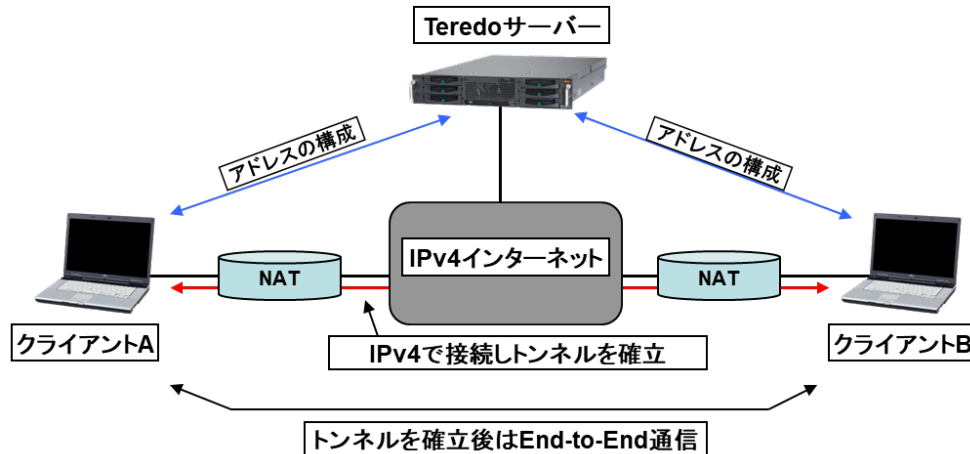 Teredoサーバー
アドレスの構成
アドレスの構成
IPv4インターネット
NAT
NAT
クライアントA
クライアントB
IPv4で接続しトンネルを確立
トンネルを確立後はEnd-to-End通信